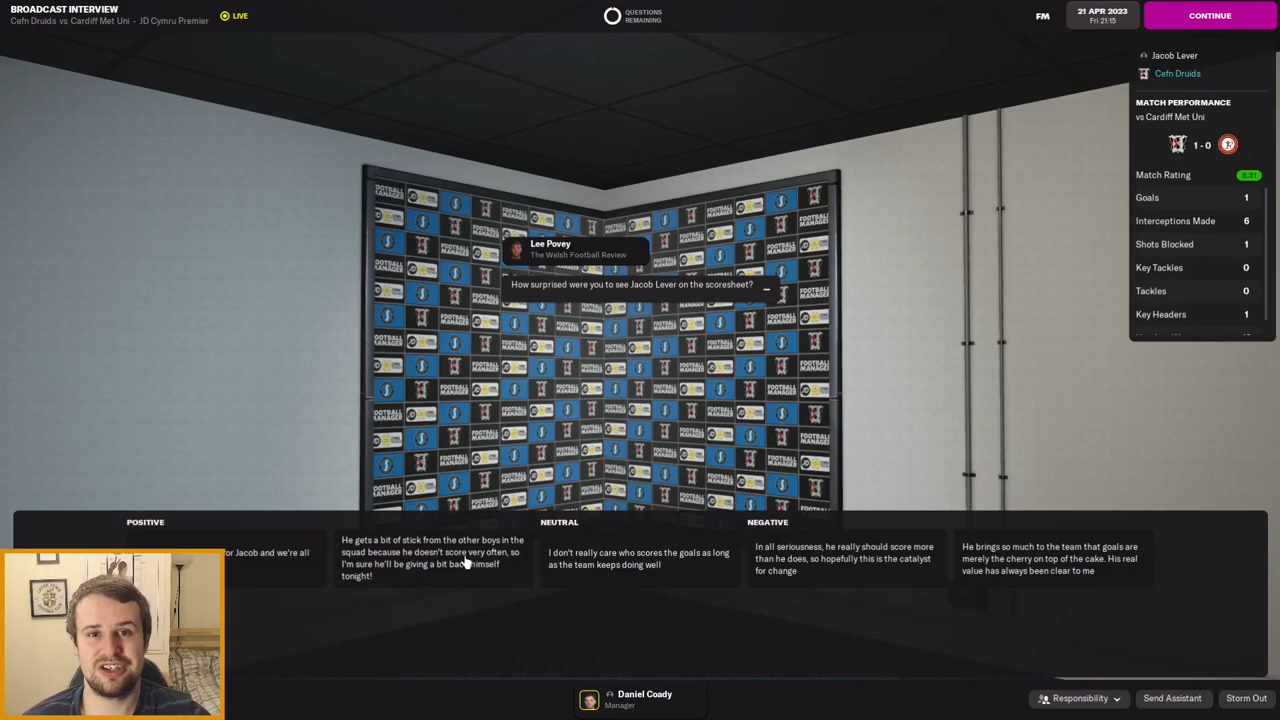 BROADCAST INTERVIEW
Cefn Druids vs Cardiff Met Uni - JD Cymru Premier
LIVE
QUESTIONS
REMAINING
FM
21 APR 2023
Fri 21:15
CONTINUE
Jacob Lever
Cefn Druids
MATCH PERFORMANCE
vs Cardiff Met Uni
1 - 0
Match Rating 8.31
Goals 1
Interceptions Made 6
Shots Blocked 1
Key Tackles 0
Tackles 0
Key Headers 1
Lee Povey
The Welsh Football Review
How surprised were you to see Jacob Lever on the scoresheet?
FOOTBALL MANAGER
POSITIVE
for Jacob and we're all
He gets a bit of stick from the other boys in the
squad because he doesn't score very often, so
I'm sure he'll be giving a bit back himself
tonight!
NEUTRAL
I don't really care who scores the goals as long
as the team keeps doing well
NEGATIVE
In all seriousness, he really should score more
than he does, so hopefully this is the catalyst
for change
He brings so much to the team that goals are
merely the cherry on top of the cake. His real
value has always been clear to me
Daniel Coady
Manager
Responsibility
Send Assistant
Storm Out